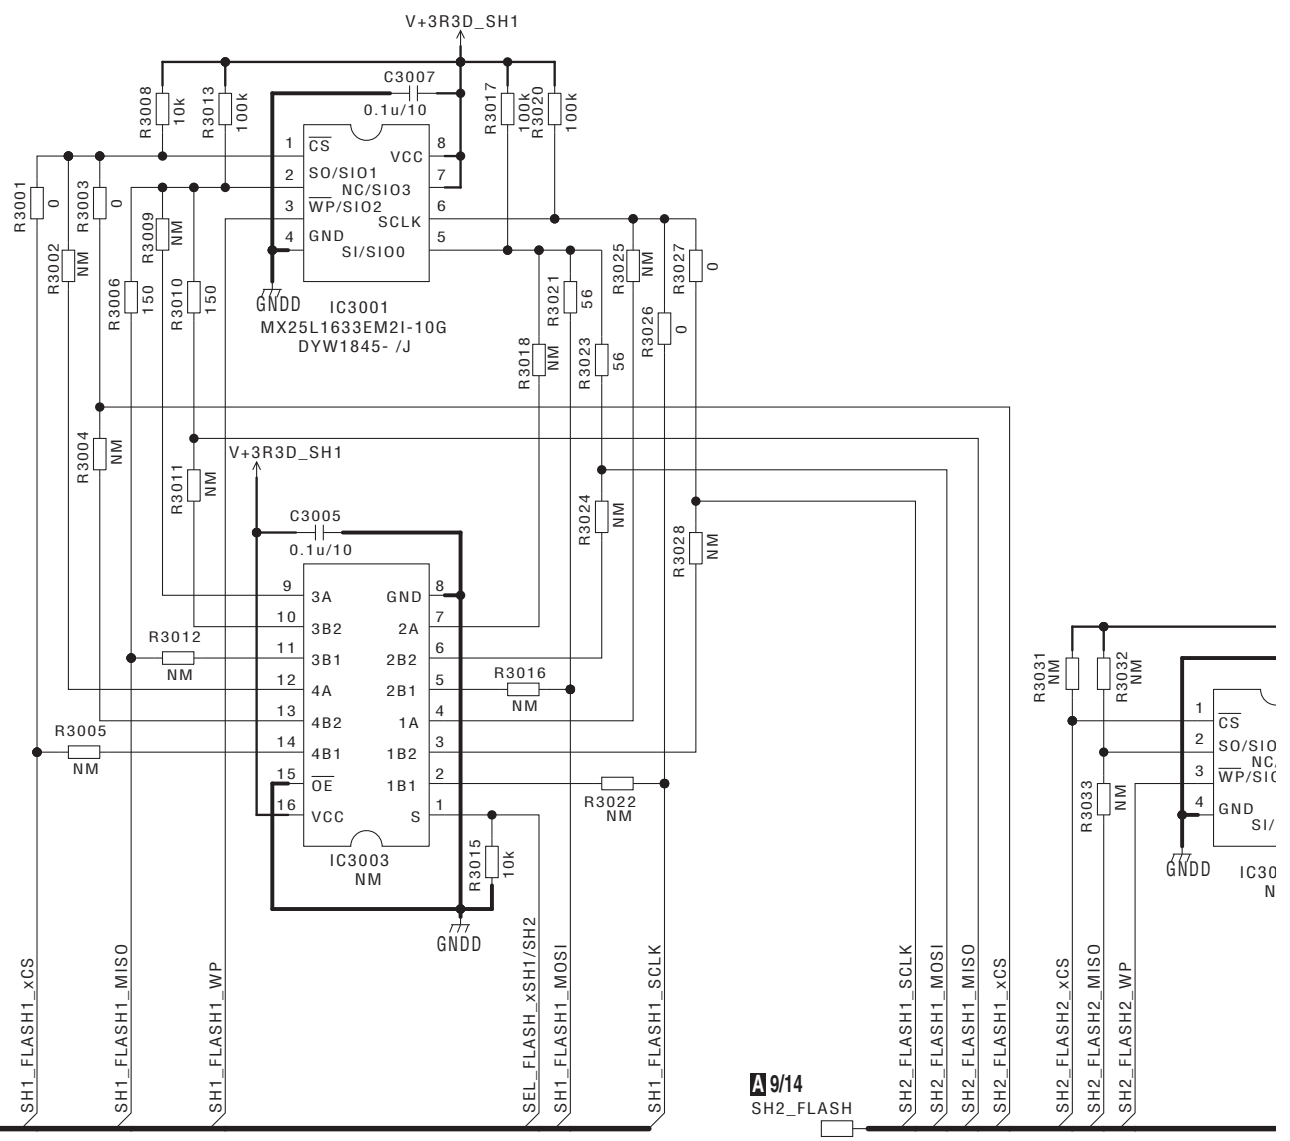 V+3R3D_SH1
C3007
0.1u/10
R3008
10k
R3013
100k
R3017
100k
R3020
100k
1
CS
2
SO/SIO1
3
WP/SIO2
4
GND
8
VCC
7
NC/SIO3
6
SCLK
5
SI/SIO0
GNDD
IC3001
MX25L1633EM2I-10G
DYW1845- /J
R3001
0
R3002
NM
R3003
0
R3006
150
R3009
NM
R3010
150
R3018
NM
R3021
56
R3023
56
R3025
NM
R3026
0
R3027
0
R3004
NM
R3011
NM
V+3R3D_SH1
C3005
0.1u/10
R3024
NM
R3028
NM
9
3A
10
3B2
11
3B1
12
4A
13
4B2
14
4B1
15
OE
16
VCC
8
GND
7
2A
6
2B2
5
2B1
4
1A
3
1B2
2
1B1
1
S
R3012
NM
R3005
NM
R3016
NM
R3022
NM
IC3003
NM
R3015
10k
GNDD
R3031
NM
R3032
NM
R3033
NM
1
CS
2
SO/SIO
NC/
3
WP/SIO
4
GND
SI/
GNDD
IC30
N
SH1_FLASH1_xCS
SH1_FLASH1_MISO
SH1_FLASH1_WP
SEL_FLASH_xSH1/SH2
SH1_FLASH1_MOSI
SH1_FLASH1_SCLK
A 9/14
SH2_FLASH
SH2_FLASH1_SCLK
SH2_FLASH1_MOSI
SH2_FLASH1_MISO
SH2_FLASH1_xCS
SH2_FLASH2_xCS
SH2_FLASH2_MISO
SH2_FLASH2_WP